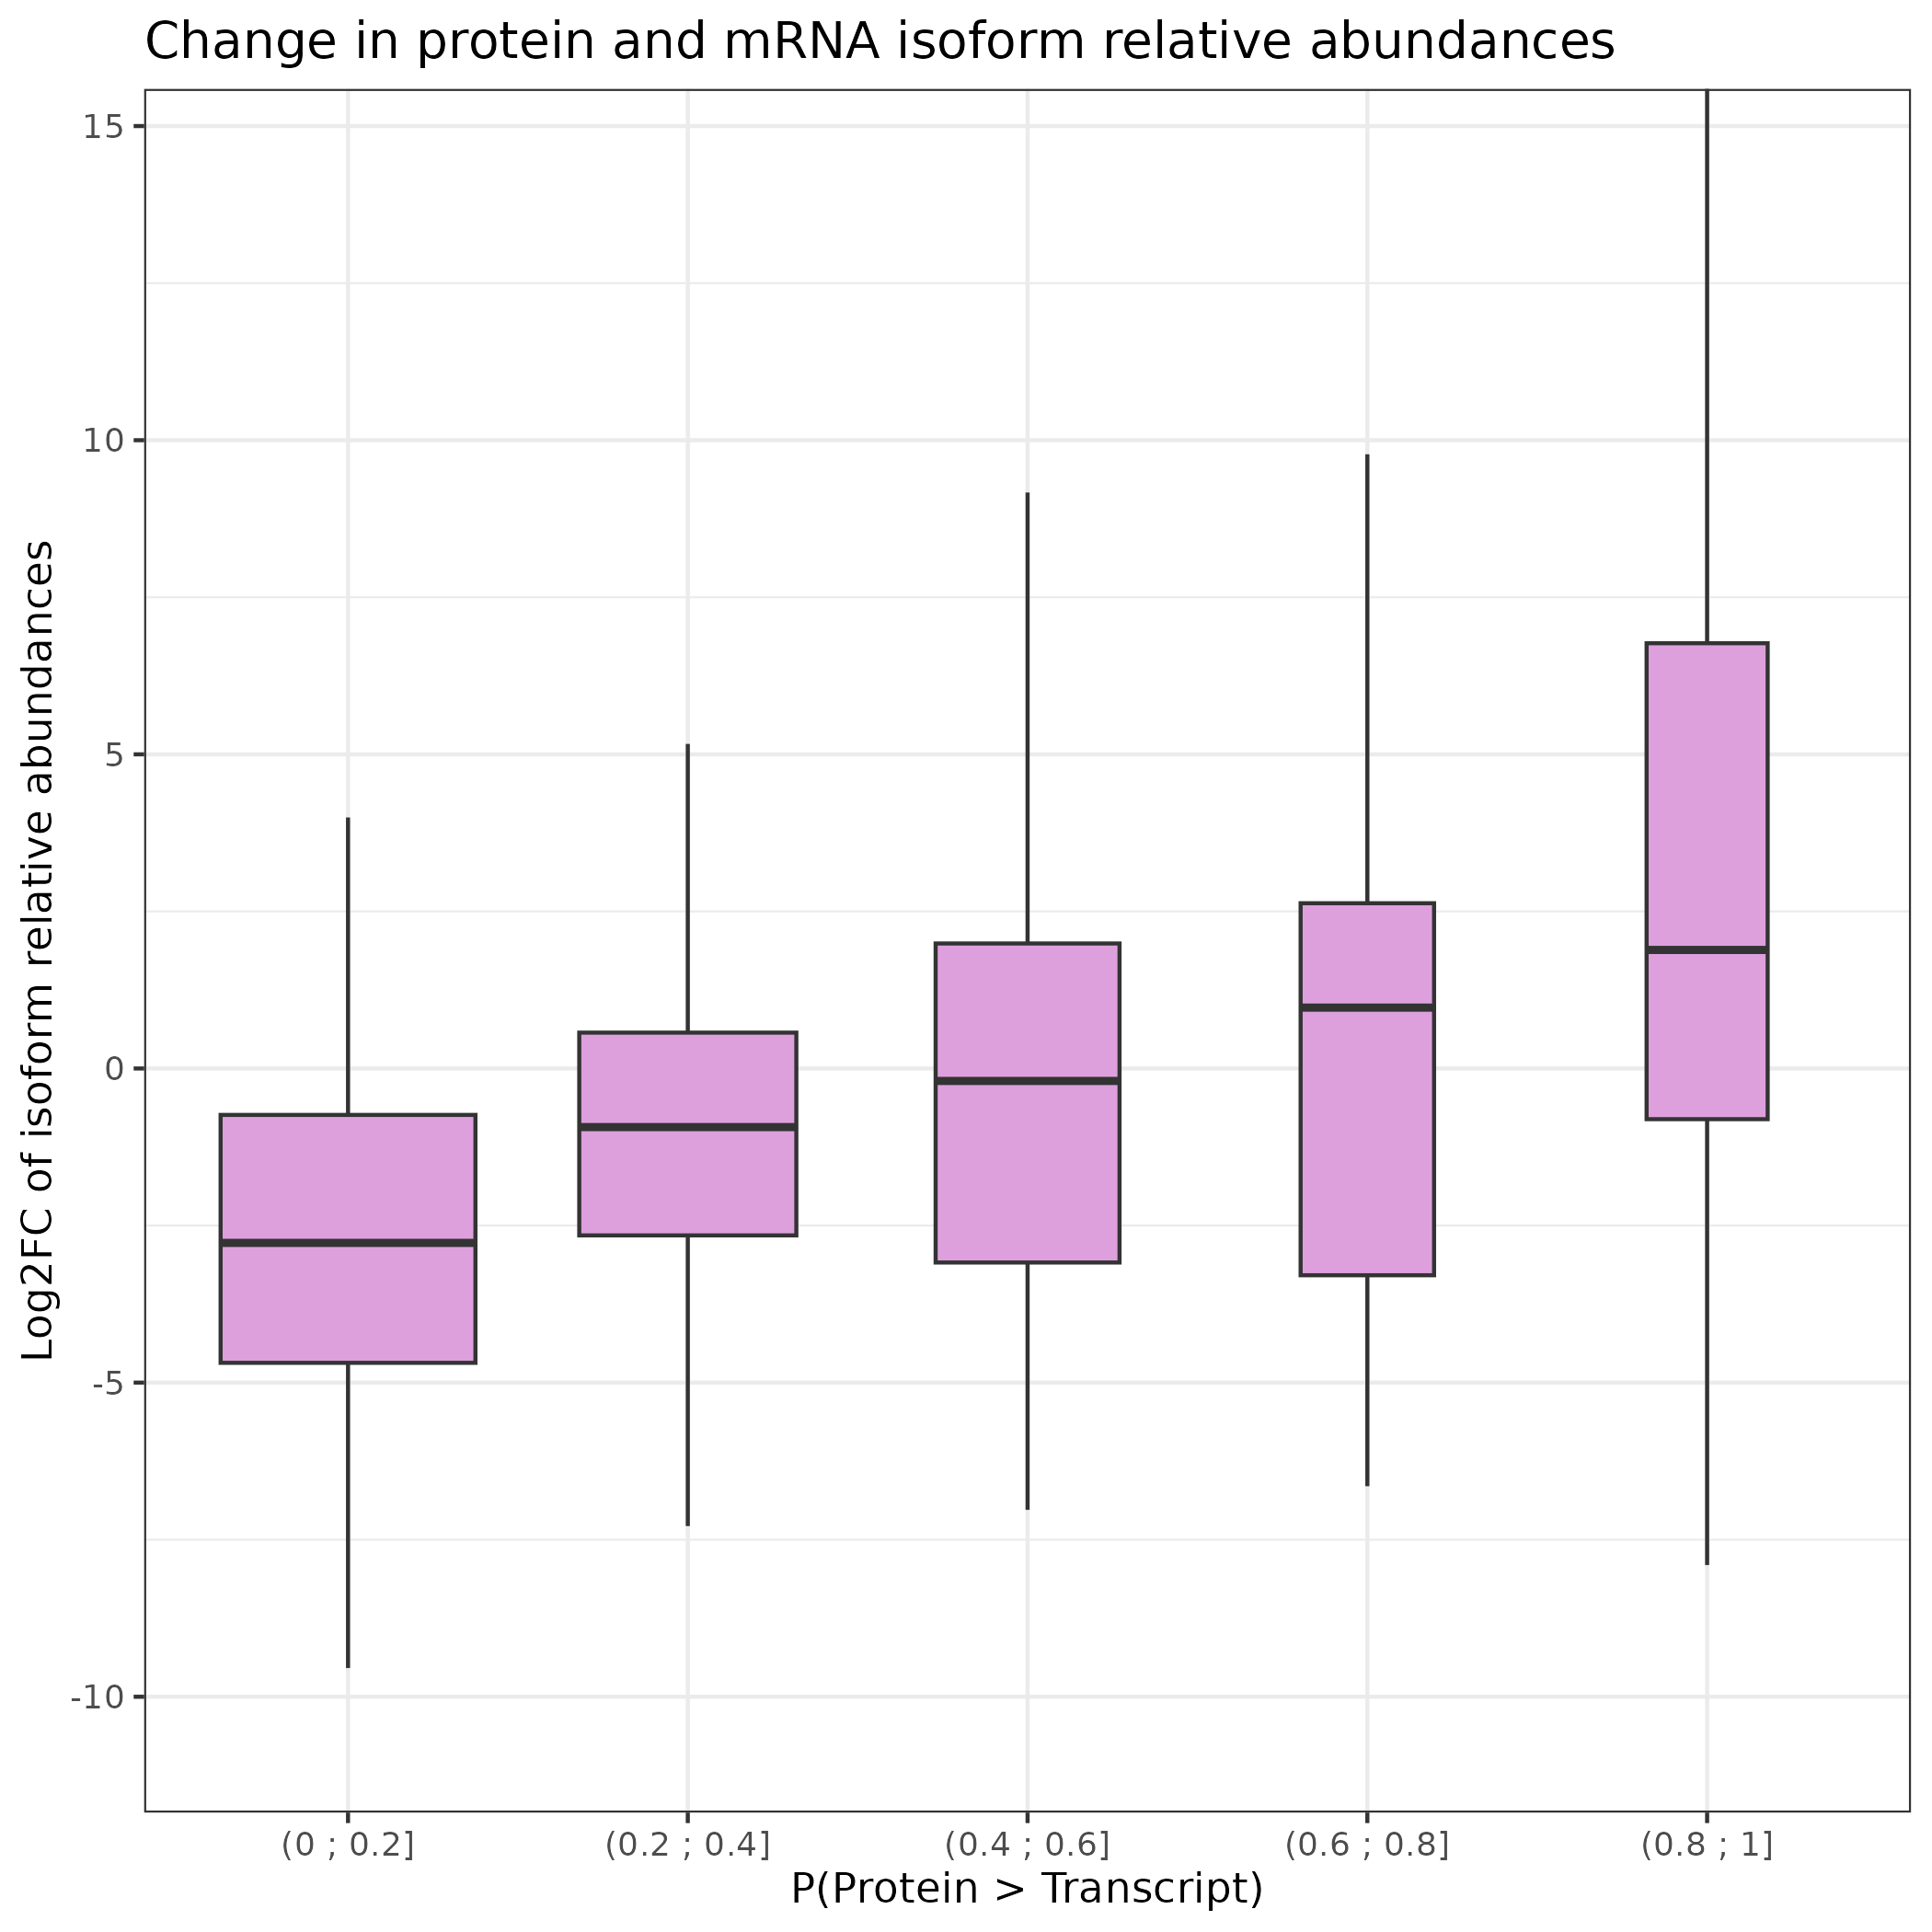 Change in protein and mRNA isoform relative abundances
Log2FC of isoform relative abundances
15
10
5
0
-5
-10
(0 ; 0.2]
(0.2 ; 0.4]
(0.4 ; 0.6]
(0.6 ; 0.8]
(0.8 ; 1]
P(Protein > Transcript)